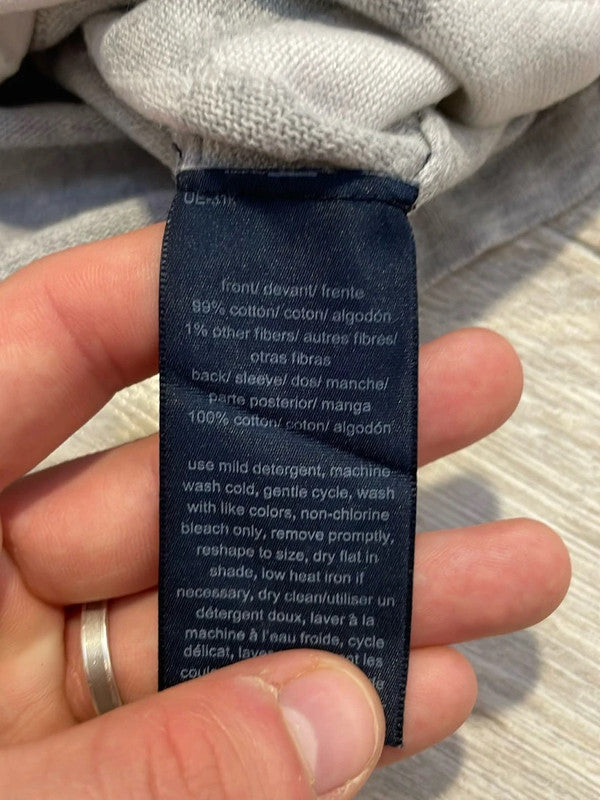 front/ devant/ frente
99% cotton/ coton/ algodón
1% other fibers/ autres fibres/
otras fibras
back/ sleeve/ dos/ manche/
parte posterior/ manga
100% cotton/ coton/ algodón
use mild detergent, machine
wash cold, gentle cycle, wash
with like colors, non-chlorine
bleach only, remove promptly,
reshape to size, dry flat in
shade, low heat iron if
necessary, dry clean/utiliser un
détergent doux, laver à la
machine à l'eau froide, cycle
délicat, les